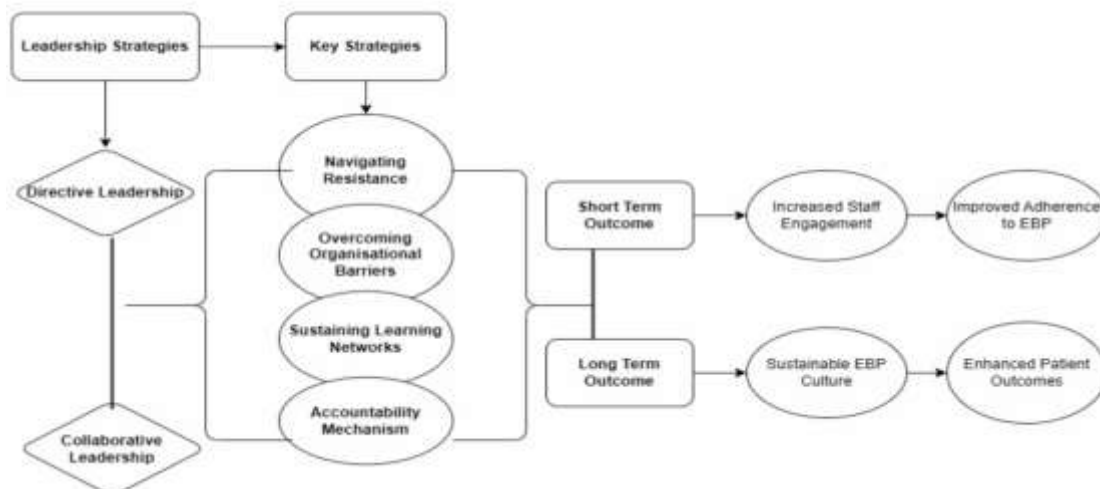 Leadership Strategies
Key Strategies
Directive Leadership
Collaborative
Leadership
Navigating
Resistance
Overcoming
Organisational
Barriers
Sustaining Learning
Networks
Accountability
Mechanism
Short Term
Outcome
Increased Staff
Engagement
Improved Adherence
to EBP
Long Term
Outcome
Sustainable EBP
Culture
Enhanced Patient
Outcomes